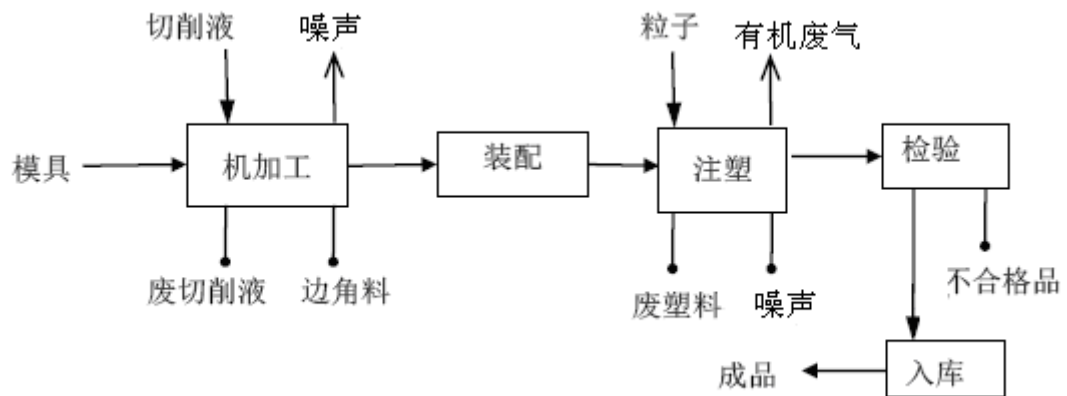 切削液
噪声
粒子
有机废气
模具
机加工
装配
注塑
检验
废切削液
边角料
废塑料
噪声
不合格品
成品
入库